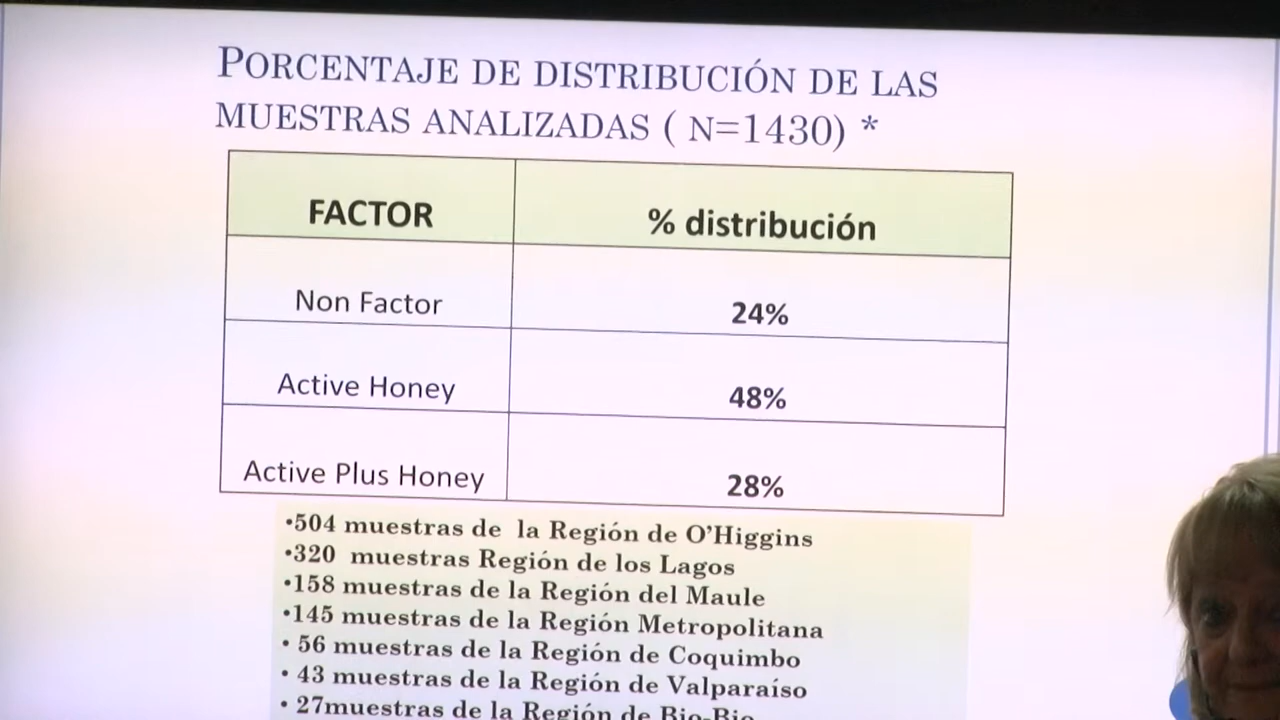 PORCENTAJE DE DISTRIBUCIÓN DE LAS
MUESTRAS ANALIZADAS ( N=1430) *
FACTOR % distribución
Non Factor 24%
Active Honey 48%
Active Plus Honey 28%
•504 muestras de la Región de O'Higgins
•320 muestras Región de los Lagos
•158 muestras de la Región del Maule
•145 muestras de la Región Metropolitana
• 56 muestras de la Región de Coquimbo
• 43 muestras de la Región de Valparaíso
• 27muestras de la Región de Bio-Bio